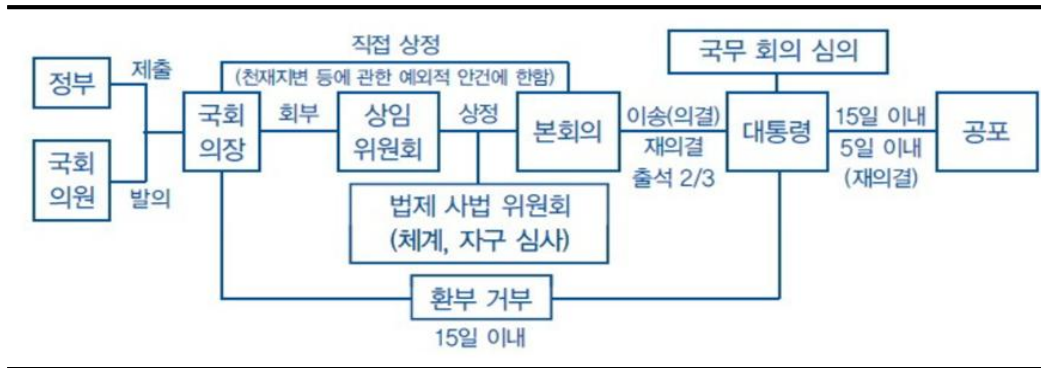 직접 상정
(천재지변 등에 관한 예외적 안건에 한함)
국무 회의 심의
정부
제출
국회
의원
발의
국회
의장
회부
상임
위원회
상정
본회의
이송(의결)
재의결
출석 2/3
대통령
15일 이내
5일 이내
(재의결)
공포
법제 사법 위원회
(체계, 자구 심사)
환부 거부
15일 이내